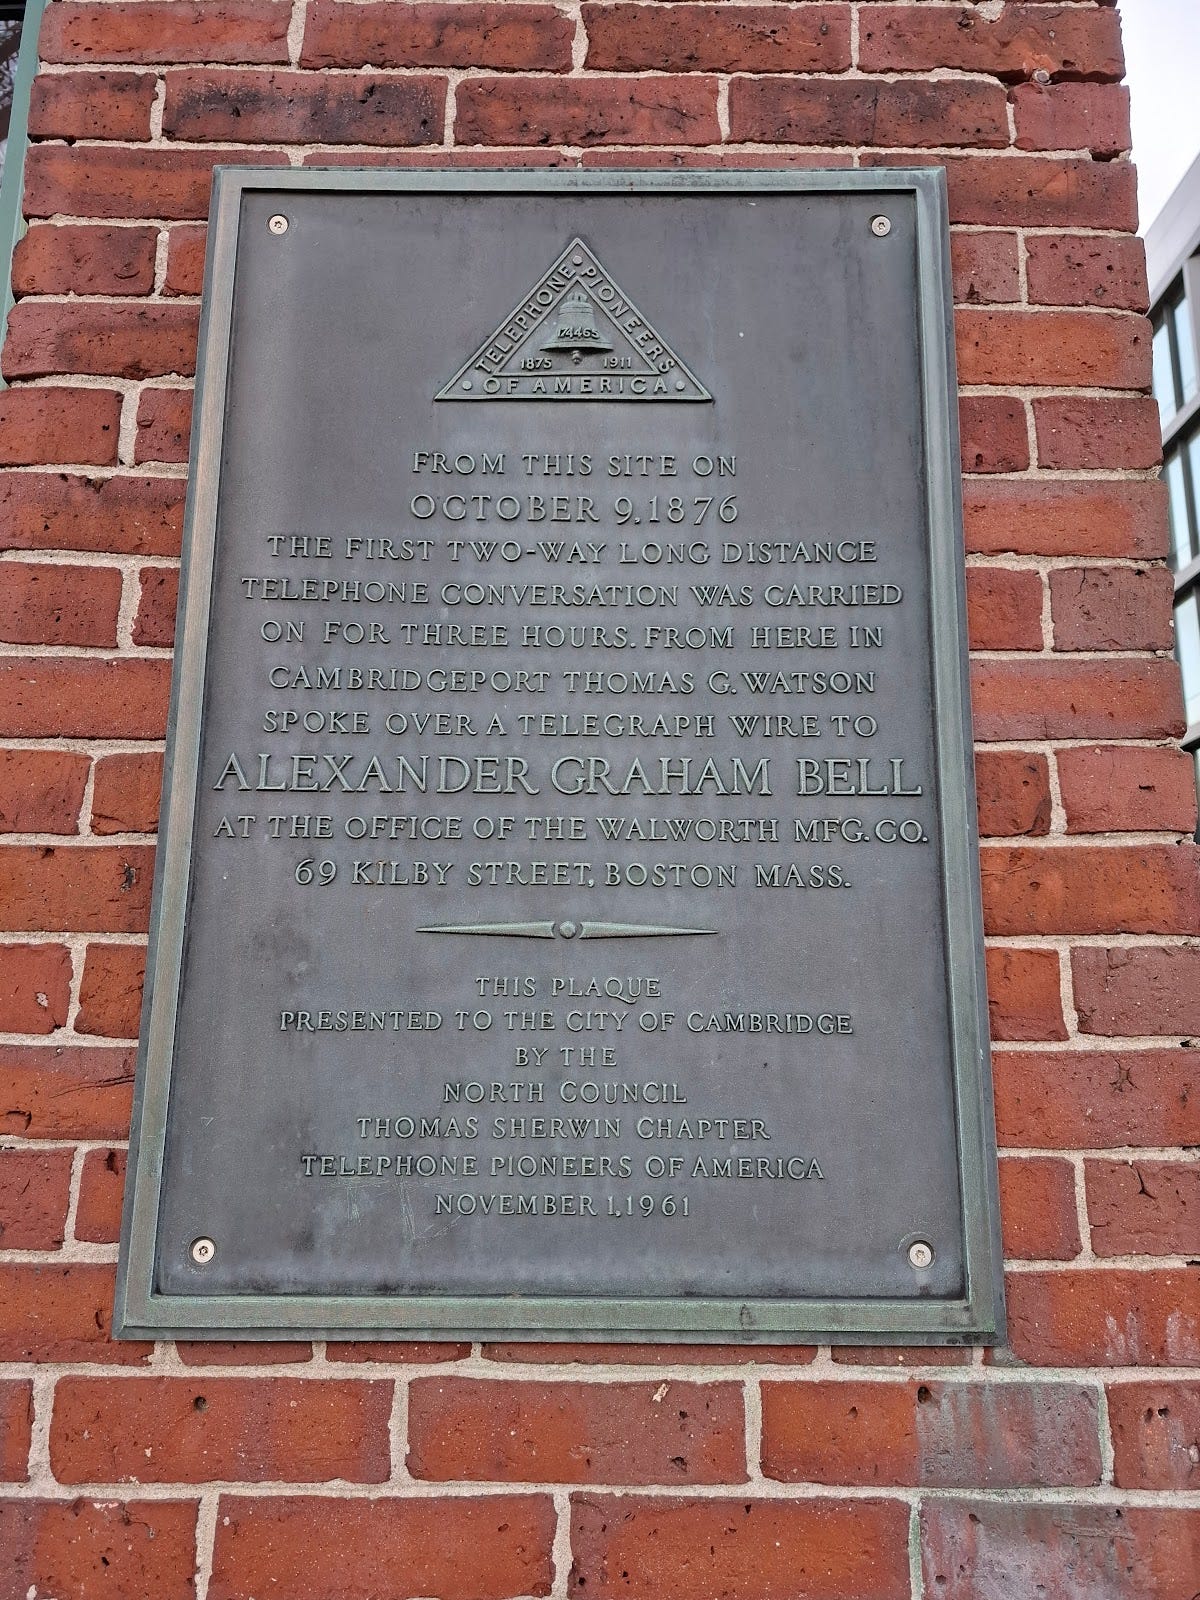 TELEPHONE PIONEERS
174465
1875 1911
OF AMERICA
FROM THIS SITE ON
OCTOBER 9, 1876
THE FIRST TWO-WAY LONG DISTANCE
TELEPHONE CONVERSATION WAS CARRIED
ON FOR THREE HOURS. FROM HERE IN
CAMBRIDGEPORT THOMAS G. WATSON
SPOKE OVER A TELEGRAPH WIRE TO
ALEXANDER GRAHAM BELL
AT THE OFFICE OF THE WALWORTH MFG. CO.
69 KILBY STREET, BOSTON MASS.
THIS PLAQUE
PRESENTED TO THE CITY OF CAMBRIDGE
BY THE
NORTH COUNCIL
THOMAS SHERWIN CHAPTER
TELEPHONE PIONEERS OF AMERICA
NOVEMBER 1, 1961